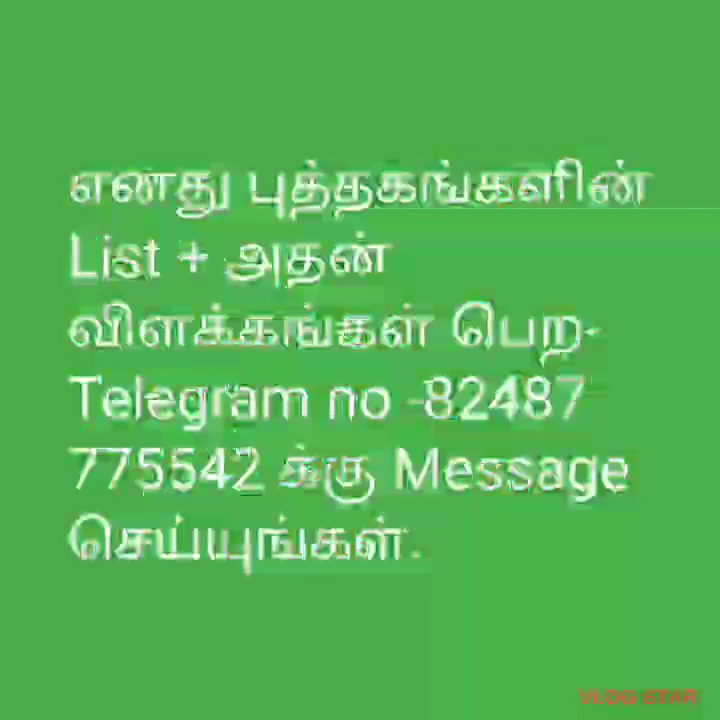 எனது புத்தகங்களின்
List + அதன்
விளக்கங்கள் பெற-
Telegram no -82487
775542 க்கு Message
செய்யுங்கள்.
VLOG STAR